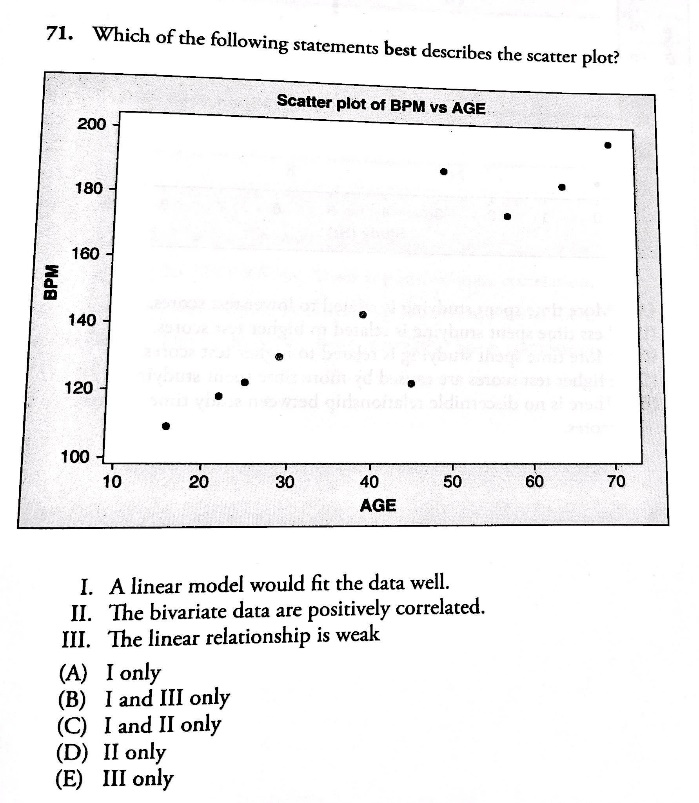 71. Which of the following statements best describes the scatter plot?
Scatter plot of BPM vs AGE
200
180
160
140
120
100
BPM
10 20 30 40 50 60 70
AGE
I. A linear model would fit the data well.
II. The bivariate data are positively correlated.
III. The linear relationship is weak
(A) I only
(B) I and III only
(C) I and II only
(D) II only
(E) III only